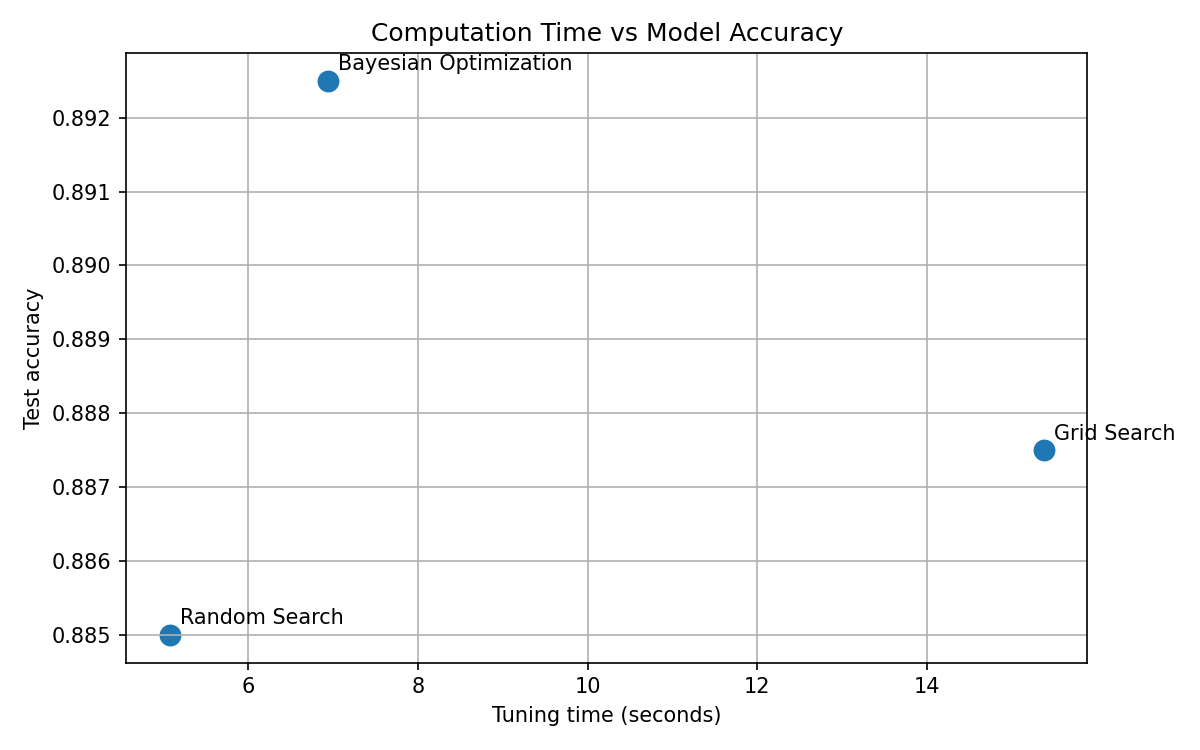 Computation Time vs Model Accuracy
Bayesian Optimization
0.892
0.891
0.890
0.889
0.888
Grid Search
0.887
0.886
Random Search
0.885
Test accuracy
6 8 10 12 14
Tuning time (seconds)